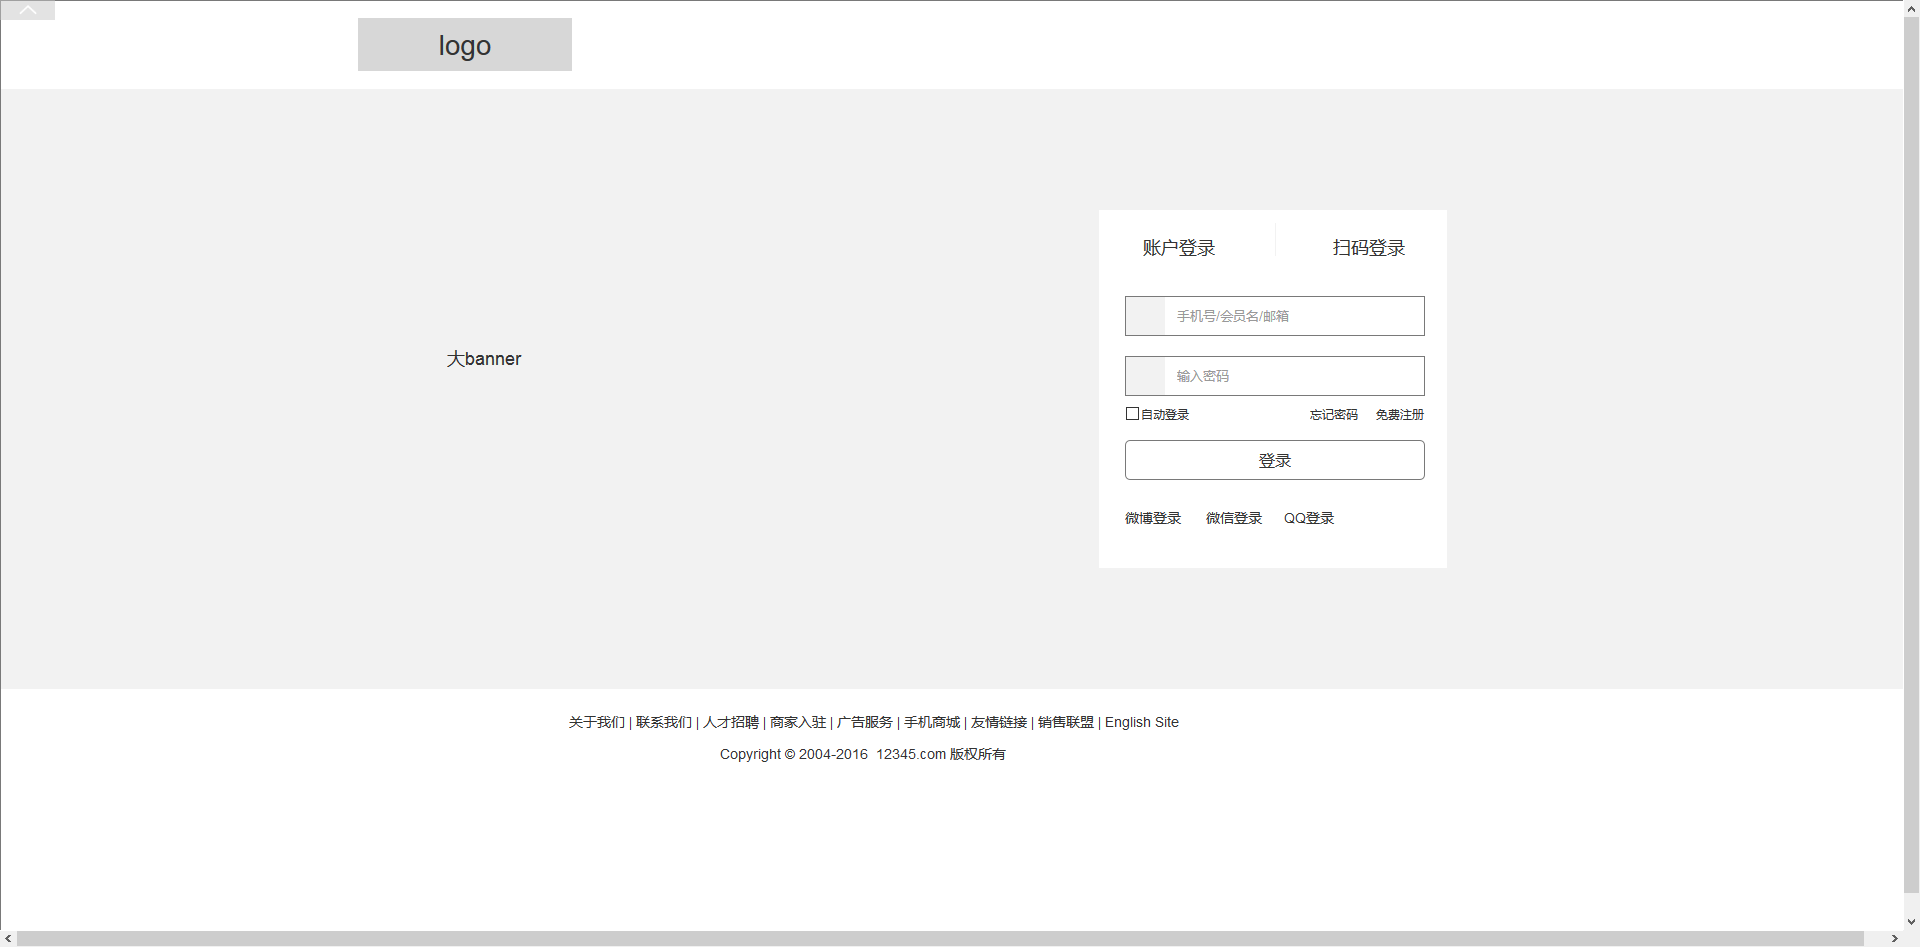 logo
账户登录 扫码登录
手机号/会员名/邮箱
大banner
输入密码
自动登录 忘记密码 免费注册
登录
微博登录 微信登录 QQ登录
关于我们 | 联系我们 | 人才招聘 | 商家入驻 | 广告服务 | 手机商城 | 友情链接 | 销售联盟 | English Site
Copyright © 2004-2016  12345.com 版权所有